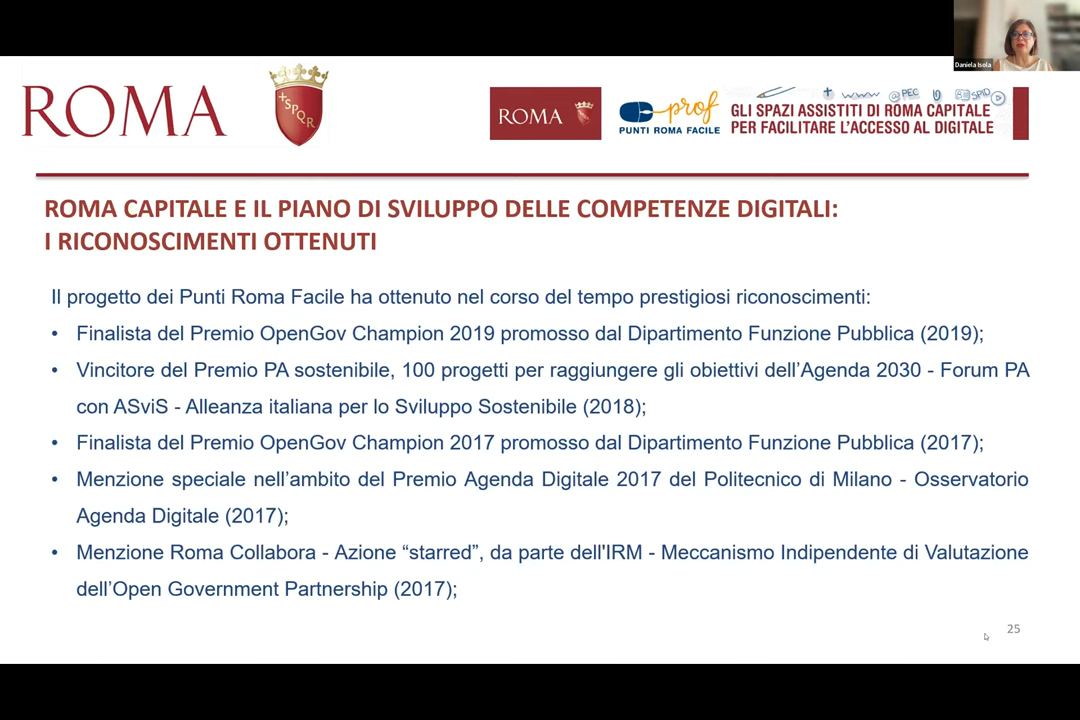 Daniela Isola
ROMA
SPQR
ROMA
prof
PUNTI ROMA FACILE
www @PEC SPID
GLI SPAZI ASSISTITI DI ROMA CAPITALE
PER FACILITARE L'ACCESSO AL DIGITALE
ROMA CAPITALE E IL PIANO DI SVILUPPO DELLE COMPETENZE DIGITALI:
I RICONOSCIMENTI OTTENUTI
Il progetto dei Punti Roma Facile ha ottenuto nel corso del tempo prestigiosi riconoscimenti:
• Finalista del Premio OpenGov Champion 2019 promosso dal Dipartimento Funzione Pubblica (2019);
• Vincitore del Premio PA sostenibile, 100 progetti per raggiungere gli obiettivi dell’Agenda 2030 - Forum PA
con ASviS - Alleanza italiana per lo Sviluppo Sostenibile (2018);
• Finalista del Premio OpenGov Champion 2017 promosso dal Dipartimento Funzione Pubblica (2017);
• Menzione speciale nell’ambito del Premio Agenda Digitale 2017 del Politecnico di Milano - Osservatorio
Agenda Digitale (2017);
• Menzione Roma Collabora - Azione “starred”, da parte dell'IRM - Meccanismo Indipendente di Valutazione
dell’Open Government Partnership (2017);
25